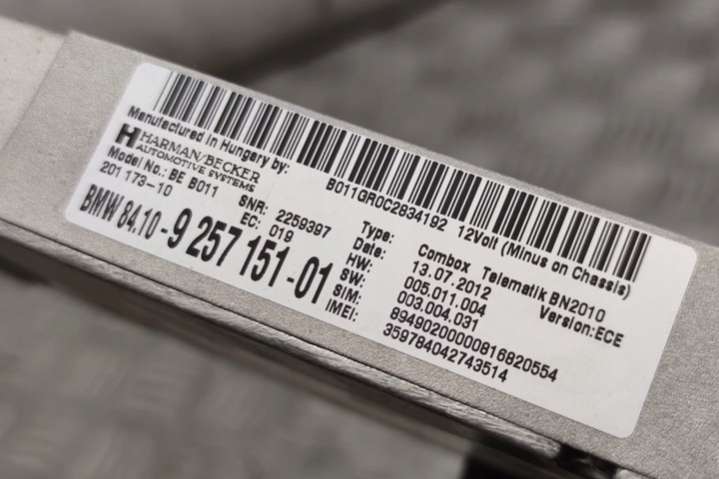 Manufactured in Hungary by: B011GR0C2834192 12Volt (Minus on Chassis)
H HARMAN/BECKER
AUTOMOTIVE SYSTEMS
Model No.: BE B011
201 173-10
SNR: 2259397
EC: 019
BMW 84.10-9 257 151-01
Type: Combox Telematik BN2010
Date: 13.07.2012 Version:ECE
HW: 005.011.004
SW: 003.004.031
SIM: 89490200000816820554
IMEI: 359784042743514